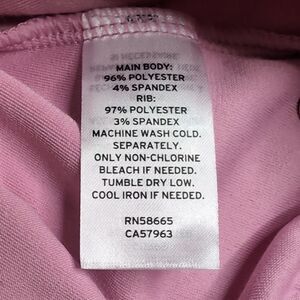 MAIN BODY:
96% POLYESTER
4% SPANDEX
RIB:
97% POLYESTER
3% SPANDEX
MACHINE WASH COLD.
SEPARATELY.
ONLY NON-CHLORINE
BLEACH IF NEEDED.
TUMBLE DRY LOW.
COOL IRON IF NEEDED.
RN58665
CA57963